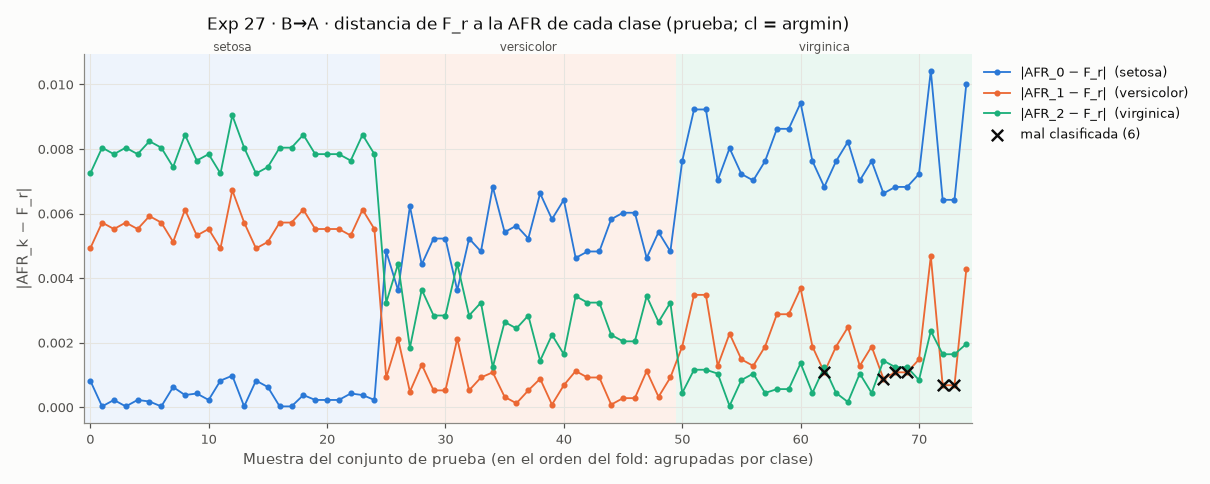 Exp 27 · B→A · distancia de F_r a la AFR de cada clase (prueba; cl = argmin)
setosa
versicolor
virginica
|AFR_0 − F_r| (setosa)
|AFR_1 − F_r| (versicolor)
|AFR_2 − F_r| (virginica)
mal clasificada (6)
|AFR_k − F_r|
0.010
0.008
0.006
0.004
0.002
0.000
0
10
20
30
40
50
60
70
Muestra del conjunto de prueba (en el orden del fold: agrupadas por clase)